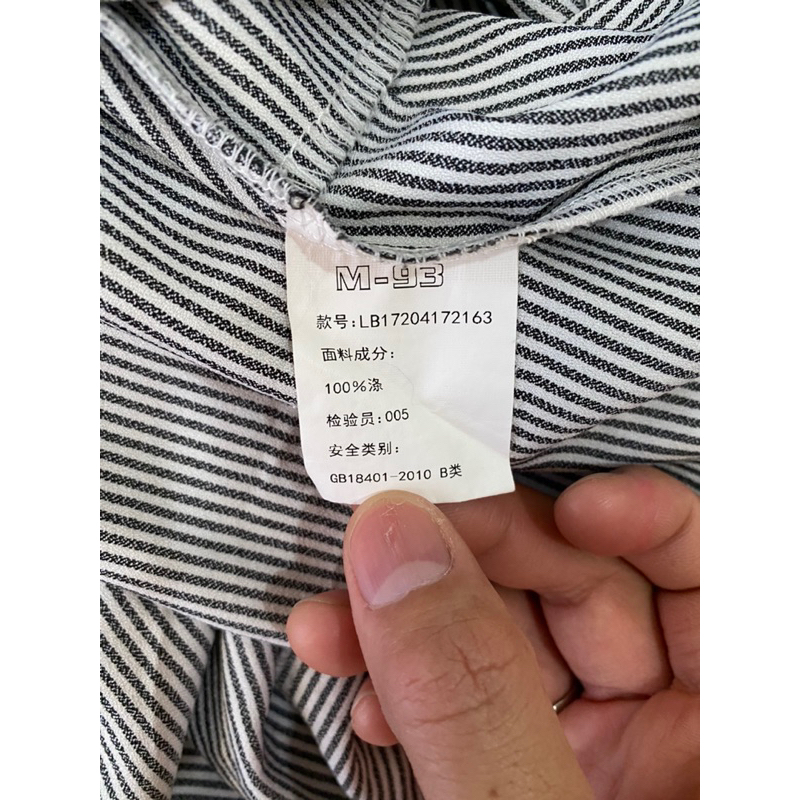 M-93
款号:LB17204172163
面料成分:
100%涤
检验员:005
安全类别:
GB18401-2010 B类